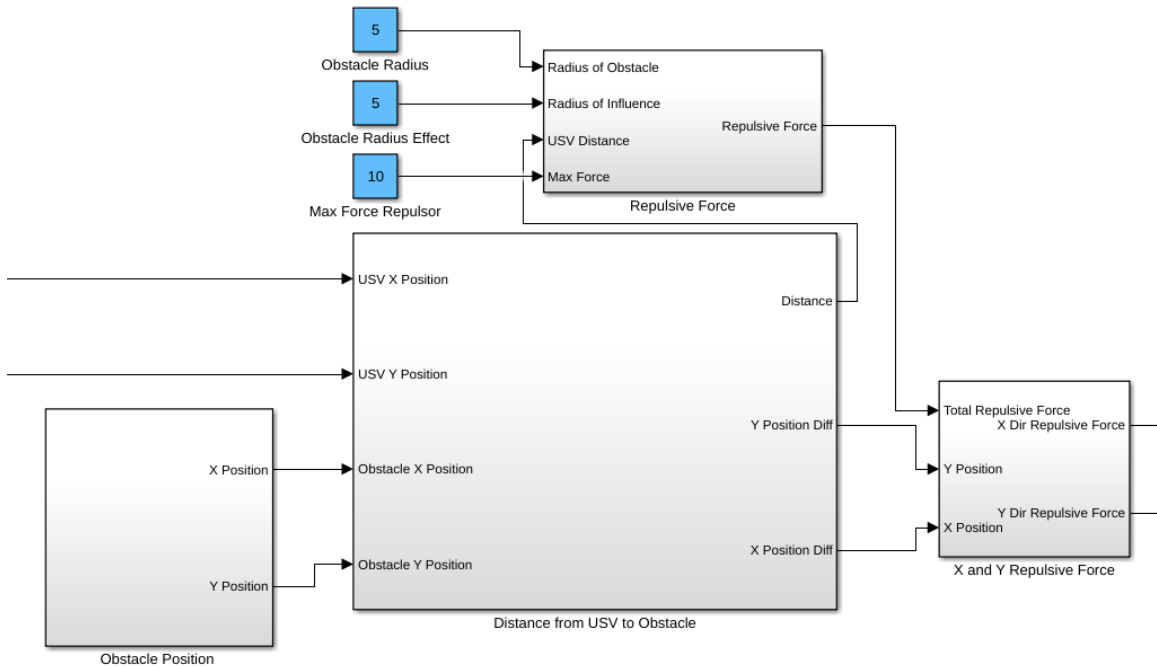 5
Obstacle Radius
5
Obstacle Radius Effect
10
Max Force Repulsor
Radius of Obstacle
Radius of Influence
USV Distance
Max Force
Repulsive Force
Repulsive Force
USV X Position
USV Y Position
Obstacle X Position
Obstacle Y Position
Distance
Y Position Diff
X Position Diff
Distance from USV to Obstacle
X Position
Y Position
Obstacle Position
Total Repulsive Force
X Dir Repulsive Force
Y Position
Y Dir Repulsive Force
X Position
X and Y Repulsive Force